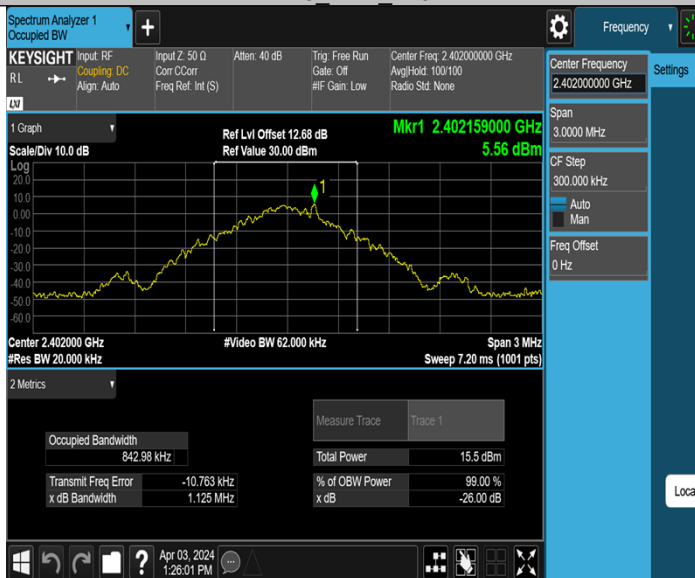 Spectrum Analyzer 1
Occupied BW
+
Frequency
KEYSIGHT
RL
LXI
Input: RF
Coupling: DC
Align: Auto
Input Z: 50 Ω
Corr CCorr
Freq Ref: Int (S)
Atten: 40 dB
Trig: Free Run
Gate: Off
#IF Gain: Low
Center Freq: 2.402000000 GHz
Avg|Hold: 100/100
Radio Std: None
Center Frequency
2.402000000 GHz
Settings
Span
3.0000 MHz
CF Step
300.000 kHz
Auto
Man
Freq Offset
0 Hz
1 Graph
Scale/Div 10.0 dB
Ref Lvl Offset 12.68 dB
Ref Value 30.00 dBm
Mkr1 2.402159000 GHz
5.56 dBm
Log
20.0
10.0
0.00
-10.0
-20.0
-30.0
-40.0
-50.0
-60.0
1
Center 2.402000 GHz
#Res BW 20.000 kHz
#Video BW 62.000 kHz
Span 3 MHz
Sweep 7.20 ms (1001 pts)
2 Metrics
Measure Trace Trace 1
Occupied Bandwidth
842.98 kHz
Total Power 15.5 dBm
Transmit Freq Error -10.763 kHz
% of OBW Power 99.00 %
x dB Bandwidth 1.125 MHz
x dB -26.00 dB
Loca
?
Apr 03, 2024
1:26:01 PM